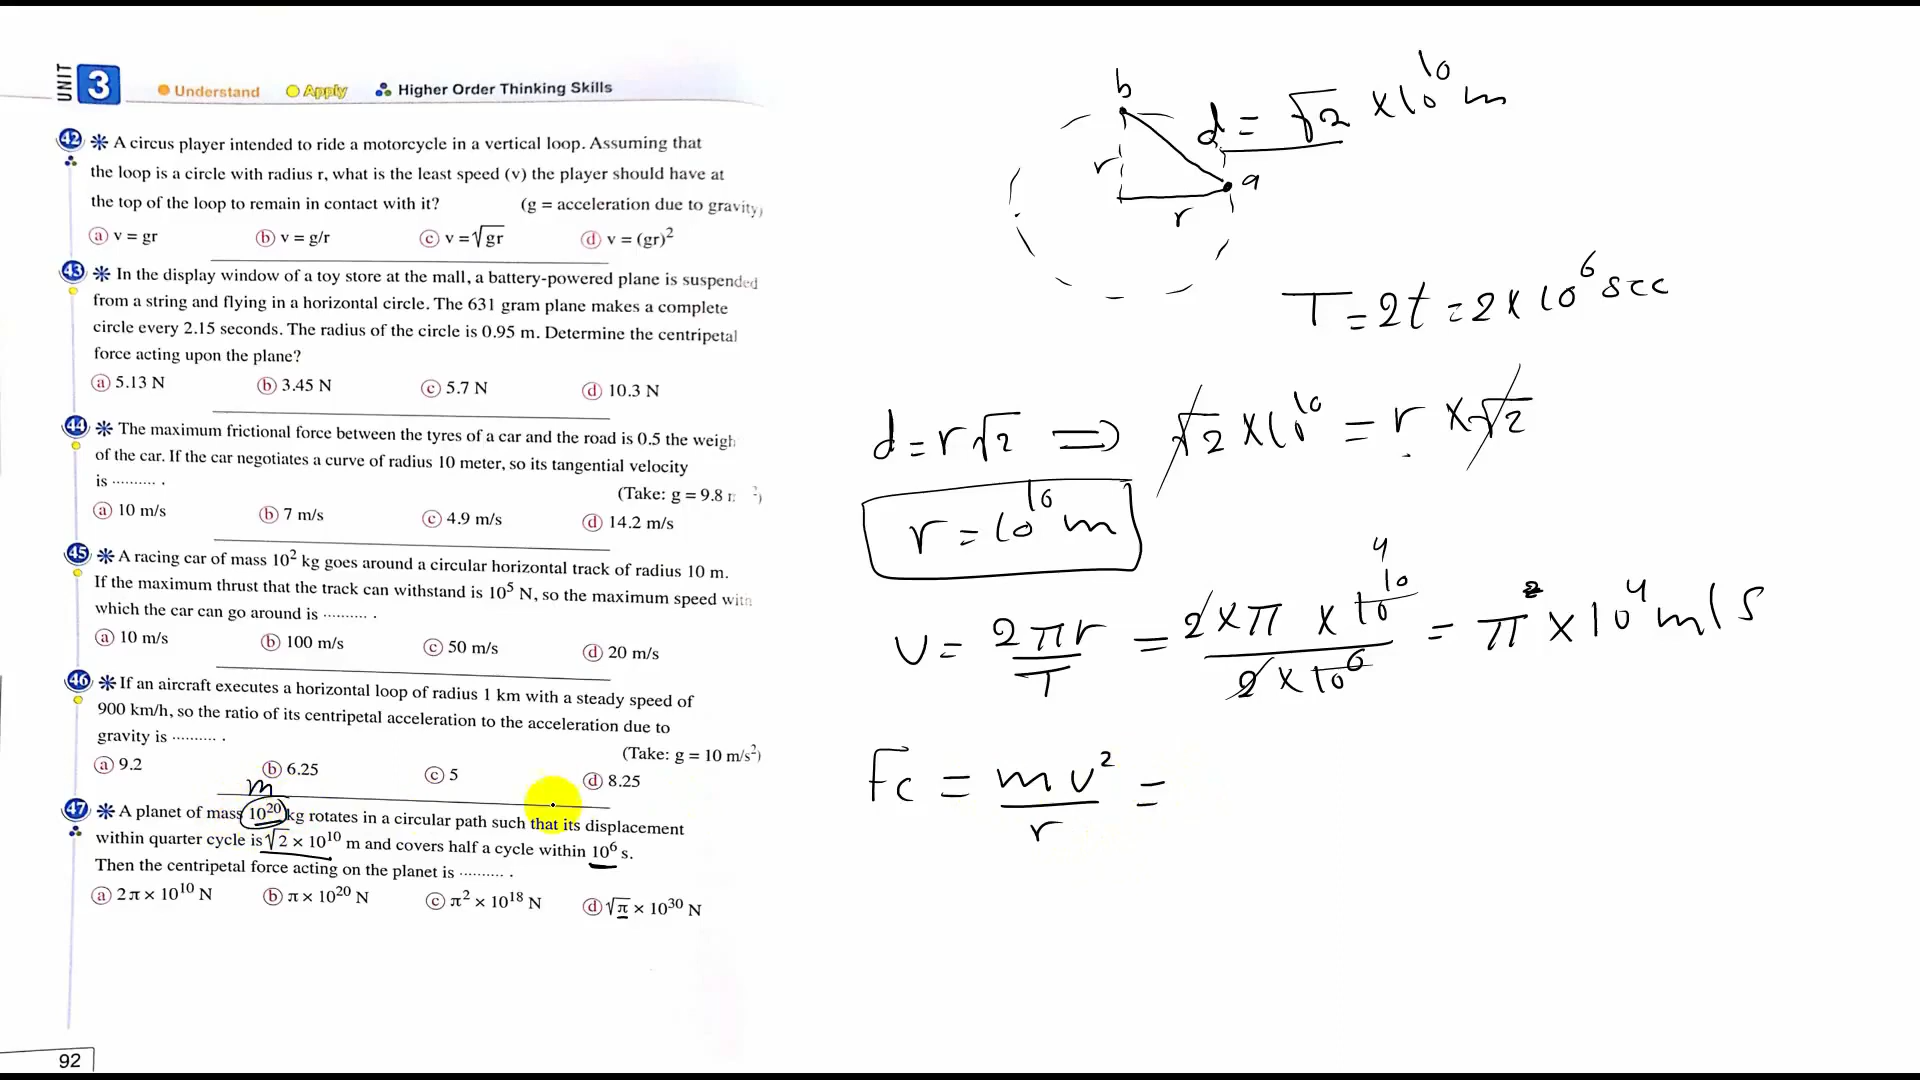 UNIT 3 Understand Apply Higher Order Thinking Skills
42 * A circus player intended to ride a motorcycle in a vertical loop. Assuming that
the loop is a circle with radius r, what is the least speed (v) the player should have at
the top of the loop to remain in contact with it? (g = acceleration due to gravity)
a v = gr b v = g/r c v = √gr d v = (gr)²
43 * In the display window of a toy store at the mall, a battery-powered plane is suspended
from a string and flying in a horizontal circle. The 631 gram plane makes a complete
circle every 2.15 seconds. The radius of the circle is 0.95 m. Determine the centripetal
force acting upon the plane?
a 5.13 N b 3.45 N c 5.7 N d 10.3 N
44 * The maximum frictional force between the tyres of a car and the road is 0.5 the weigh
of the car. If the car negotiates a curve of radius 10 meter, so its tangential velocity
is .......... .
(Take: g = 9.8 m ²)
a 10 m/s b 7 m/s c 4.9 m/s d 14.2 m/s
45 * A racing car of mass 10² kg goes around a circular horizontal track of radius 10 m.
If the maximum thrust that the track can withstand is 10⁵ N, so the maximum speed with
which the car can go around is .......... .
a 10 m/s b 100 m/s c 50 m/s d 20 m/s
46 * If an aircraft executes a horizontal loop of radius 1 km with a steady speed of
900 km/h, so the ratio of its centripetal acceleration to the acceleration due to
gravity is .......... .
(Take: g = 10 m/s²)
a 9.2 b 6.25 c 5 d 8.25
m
47 * A planet of mass 10²⁰ kg rotates in a circular path such that its displacement
within quarter cycle is √2 × 10¹⁰ m and covers half a cycle within 10⁶ s.
Then the centripetal force acting on the planet is .......... .
a 2π × 10¹⁰ N b π × 10²⁰ N c π² × 10¹⁸ N d √π × 10³⁰ N
92
b
d = √2 × 10¹⁰ m
r
a
r
T = 2t = 2 × 10⁶ sec
d = r√2 ⟹ √2 × 10¹⁰ = r × √2
r = 10¹⁰ m
4
v = 2πr/T = 2 × π × 10¹⁰ / 2 × 10⁶ = π² × 10⁴ m/s
Fc = mv²/r =